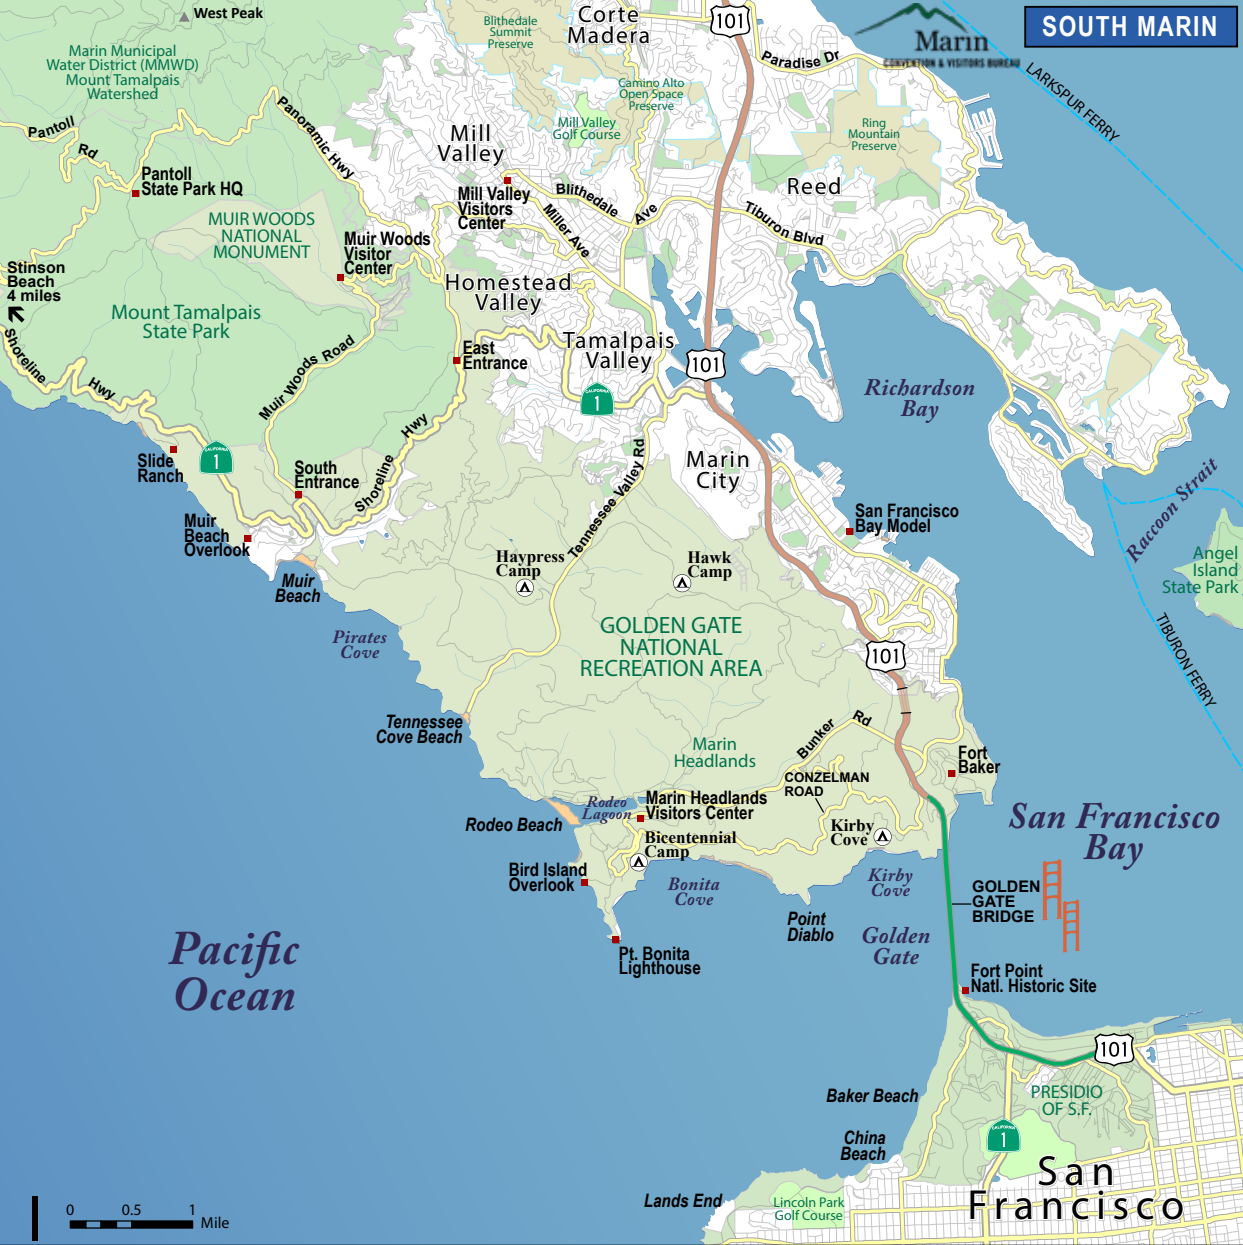 West Peak
Corte
Madera
Blithedale
Summit
Preserve
101
Marin
CONVENTION & VISITORS BUREAU
SOUTH MARIN
Marin Municipal
Water District (MMWD)
Mount Tamalpais
Watershed
Paradise Dr
LARKSPUR FERRY
Camino Alto
Open Space
Preserve
Mill Valley
Golf Course
Ring
Mountain
Preserve
Panoramic Hwy
Pantoll
Rd
Mill
Valley
Pantoll
State Park HQ
Mill Valley
Visitors
Center
Blithedale
Ave
Miller Ave
Reed
Tiburon Blvd
MUIR WOODS
NATIONAL
MONUMENT
Muir Woods
Visitor
Center
Stinson
Beach
4 miles
Homestead
Valley
Mount Tamalpais
State Park
Shoreline
Hwy
Muir Woods Road
East
Entrance
Tamalpais
Valley
101
CALIFORNIA
1
Richardson
Bay
Shoreline
Hwy
Slide
Ranch
CALIFORNIA
1
South
Entrance
Tennessee Valley Rd
Marin
City
Raccoon Strait
Muir
Beach
Overlook
San Francisco
Bay Model
Haypress
Camp
Hawk
Camp
Angel
Island
State Park
Muir
Beach
Pirates
Cove
GOLDEN GATE
NATIONAL
RECREATION AREA
101
TIBURON FERRY
Tennessee
Cove Beach
Bunker
Rd
Marin
Headlands
Fort
Baker
CONZELMAN
ROAD
Rodeo
Lagoon
Marin Headlands
Visitors Center
Rodeo Beach
Bicentennial
Camp
Kirby
Cove
San Francisco
Bay
Bird Island
Overlook
Bonita
Cove
Kirby
Cove
GOLDEN
GATE
BRIDGE
Point
Diablo
Golden
Gate
Pacific
Ocean
Pt. Bonita
Lighthouse
Fort Point
Natl. Historic Site
101
Baker Beach
PRESIDIO
OF S.F.
China
Beach
CALIFORNIA
1
San
Francisco
Lands End
Lincoln Park
Golf Course
0 0.5 1
Mile